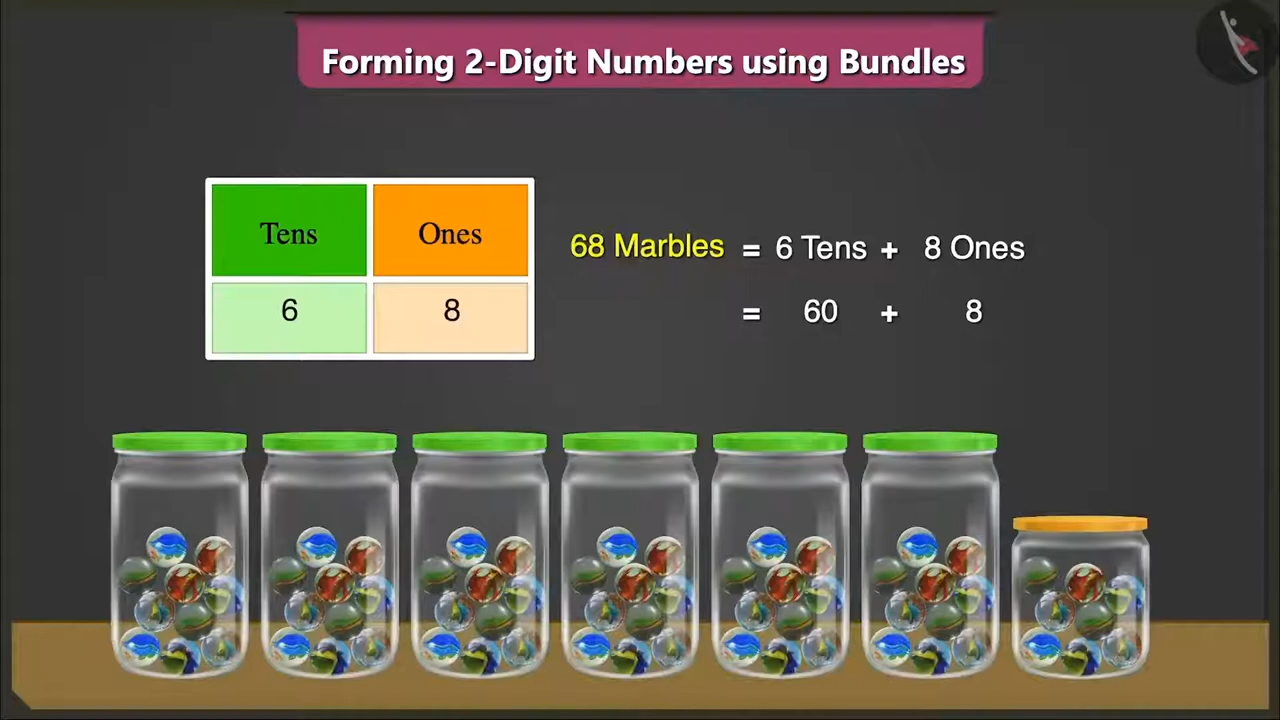 Forming 2-Digit Numbers using Bundles
Tens Ones
6 8
68 Marbles = 6 Tens + 8 Ones
= 60 + 8